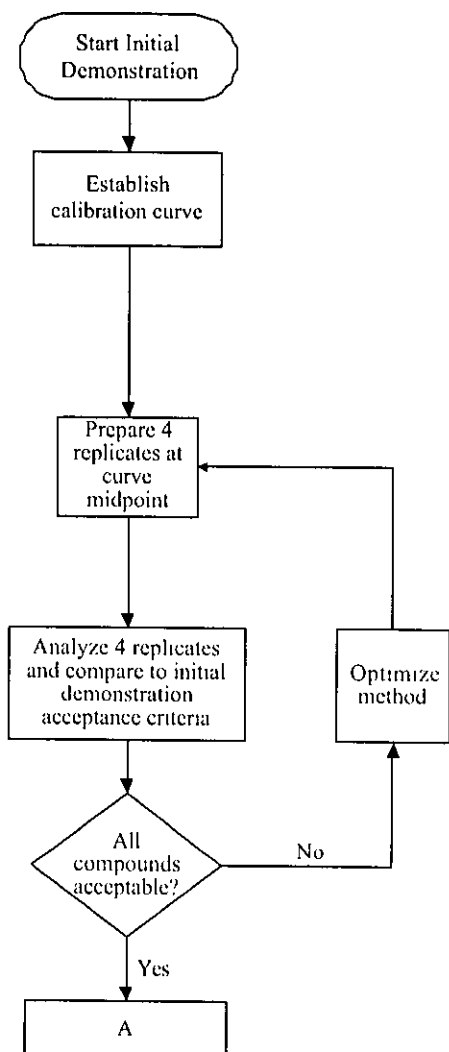 Start Initial
Demonstration
Establish
calibration curve
Prepare 4
replicates at
curve
midpoint
Analyze 4 replicates
and compare to initial
demonstration
acceptance criteria
Optimize
method
All
compounds
acceptable?
No
Yes
A